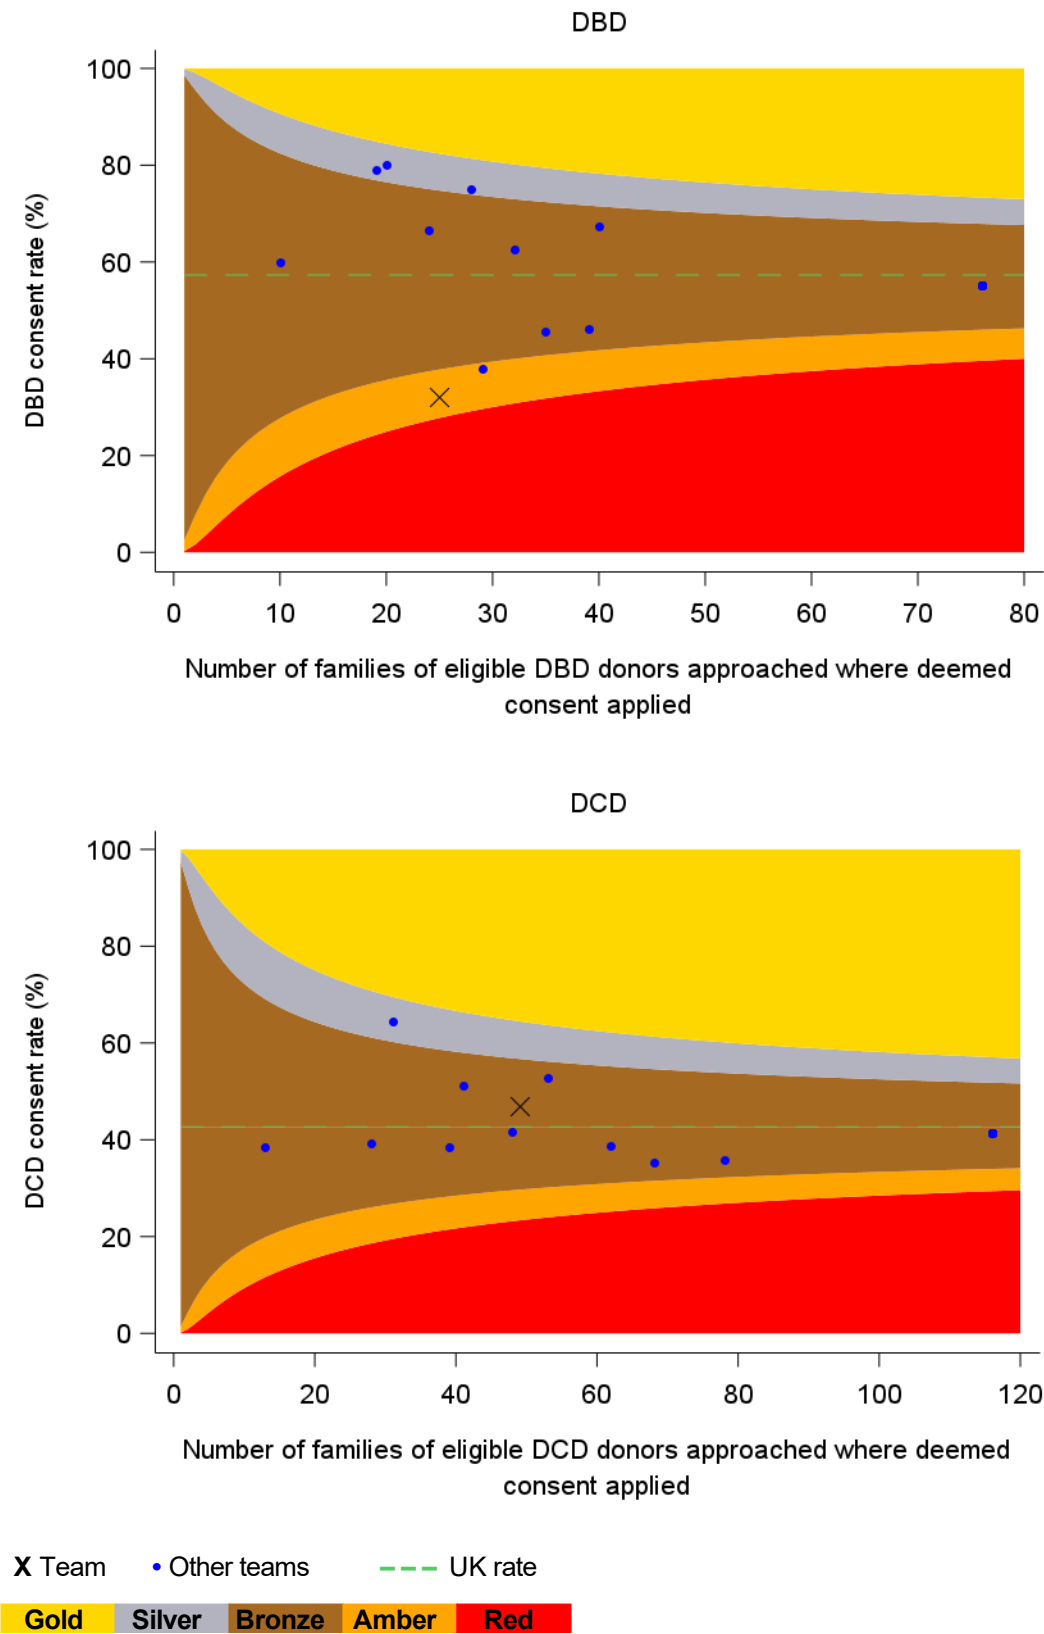 DBD
DBD consent rate (%)
100
80
60
40
20
0
0 10 20 30 40 50 60 70 80
Number of families of eligible DBD donors approached where deemed
consent applied
DCD
DCD consent rate (%)
100
80
60
40
20
0
0 20 40 60 80 100 120
Number of families of eligible DCD donors approached where deemed
consent applied
X Team • Other teams UK rate
Gold Silver Bronze Amber Red